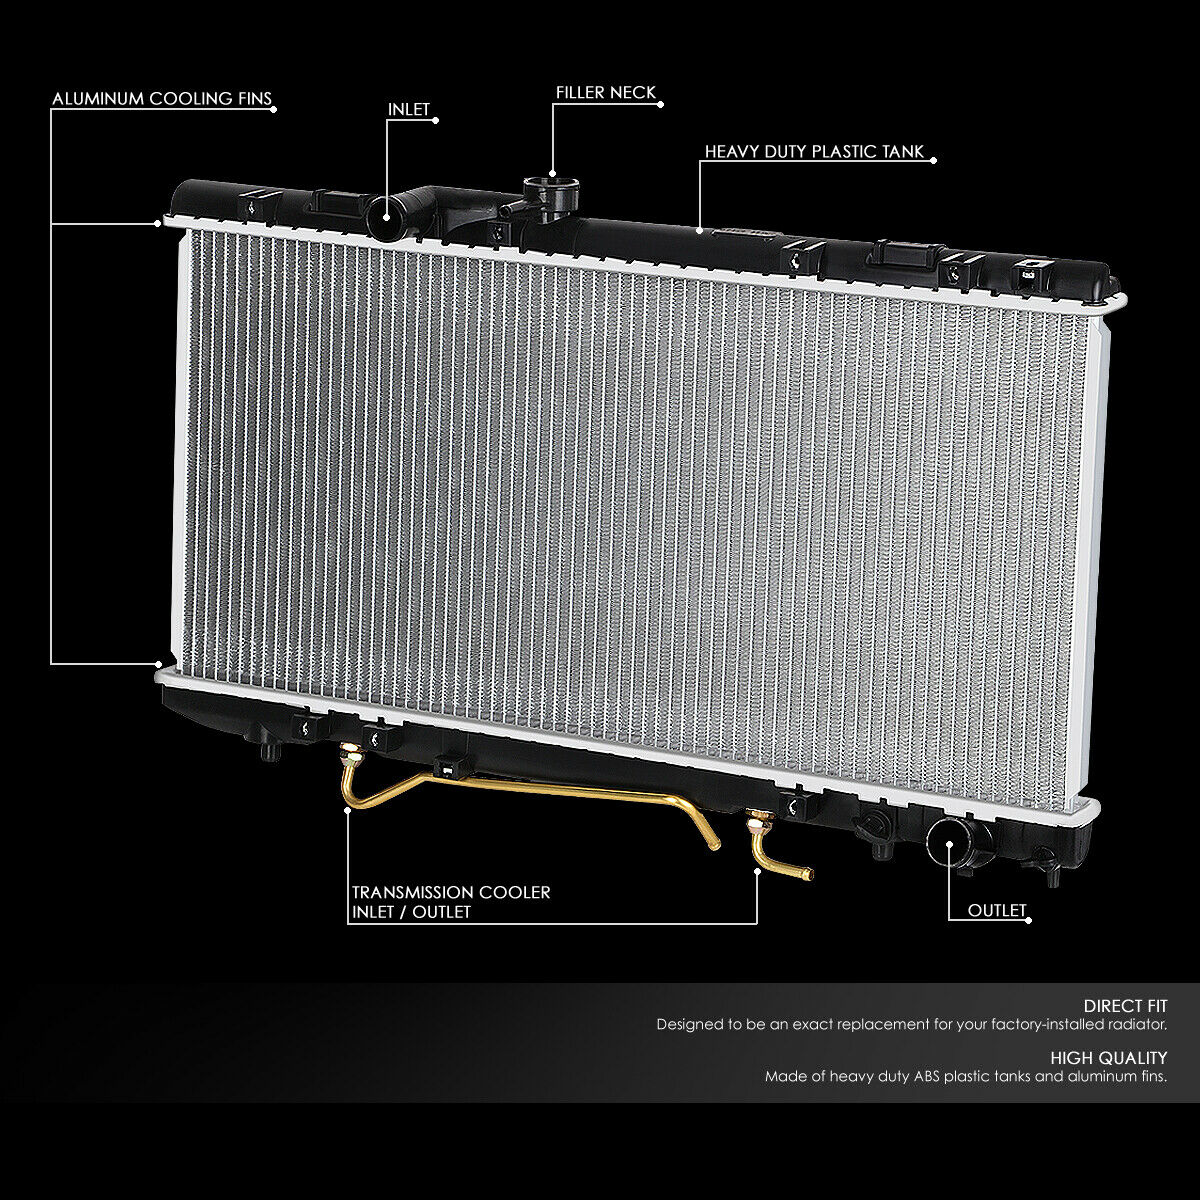 ALUMINUM COOLING FINS
INLET
FILLER NECK
HEAVY DUTY PLASTIC TANK
TRANSMISSION COOLER
INLET / OUTLET
OUTLET
DIRECT FIT
Designed to be an exact replacement for your factory-installed radiator.
HIGH QUALITY
Made of heavy duty ABS plastic tanks and aluminum fins.